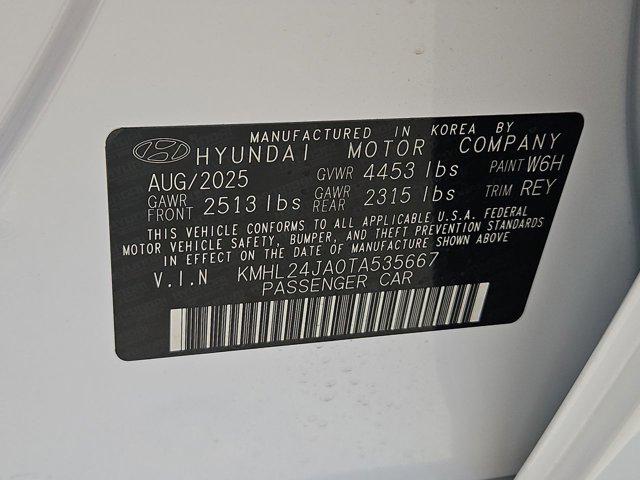 MANUFACTURED IN KOREA BY
HYUNDAI MOTOR COMPANY
AUG/2025 GVWR 4453 lbs PAINT W6H
GAWR FRONT 2513 lbs GAWR REAR 2315 lbs TRIM REY
THIS VEHICLE CONFORMS TO ALL APPLICABLE U.S.A. FEDERAL
MOTOR VEHICLE SAFETY, BUMPER, AND THEFT PREVENTION STANDARDS
IN EFFECT ON THE DATE OF MANUFACTURE SHOWN ABOVE
V.I.N KMHL24JA0TA535667
PASSENGER CAR